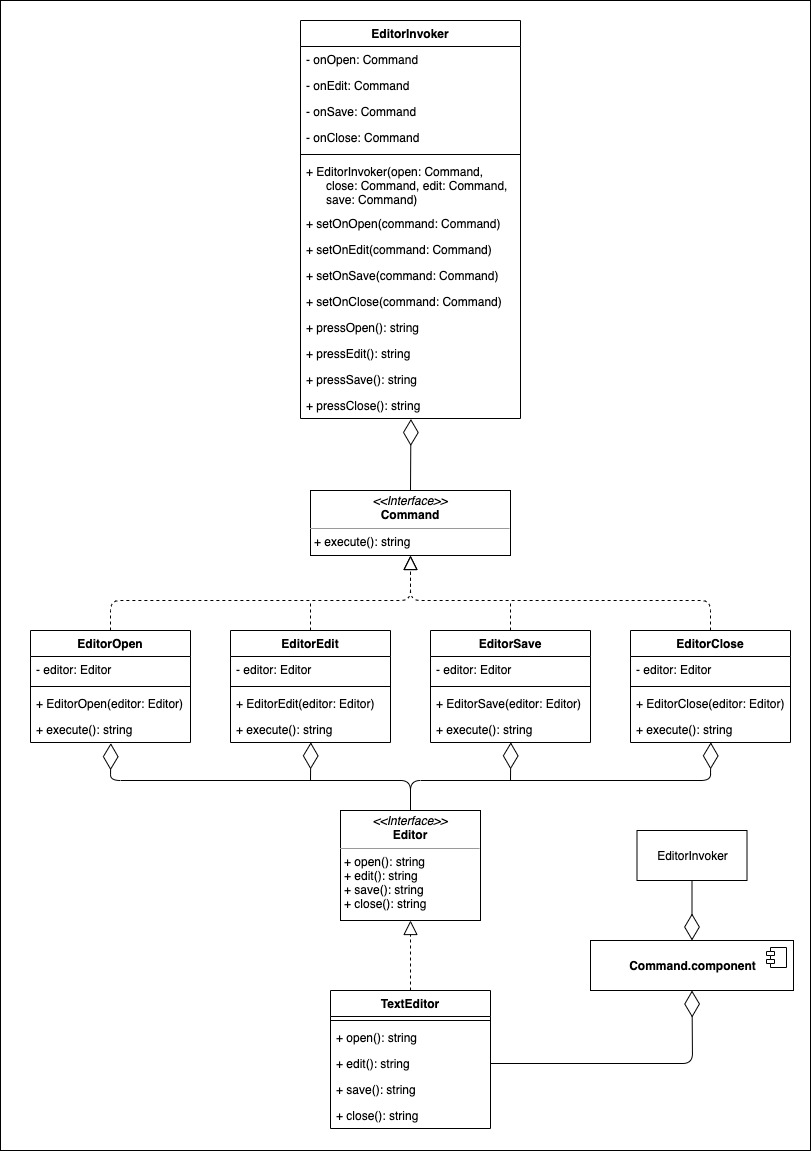 EditorInvoker
- onOpen: Command
- onEdit: Command
- onSave: Command
- onClose: Command
+ EditorInvoker(open: Command,
close: Command, edit: Command,
save: Command)
+ setOnOpen(command: Command)
+ setOnEdit(command: Command)
+ setOnSave(command: Command)
+ setOnClose(command: Command)
+ pressOpen(): string
+ pressEdit(): string
+ pressSave(): string
+ pressClose(): string
<<Interface>>
Command
+ execute(): string
EditorOpen
- editor: Editor
+ EditorOpen(editor: Editor)
+ execute(): string
EditorEdit
- editor: Editor
+ EditorEdit(editor: Editor)
+ execute(): string
EditorSave
- editor: Editor
+ EditorSave(editor: Editor)
+ execute(): string
EditorClose
- editor: Editor
+ EditorClose(editor: Editor)
+ execute(): string
<<Interface>>
Editor
+ open(): string
+ edit(): string
+ save(): string
+ close(): string
EditorInvoker
Command.component
TextEditor
+ open(): string
+ edit(): string
+ save(): string
+ close(): string